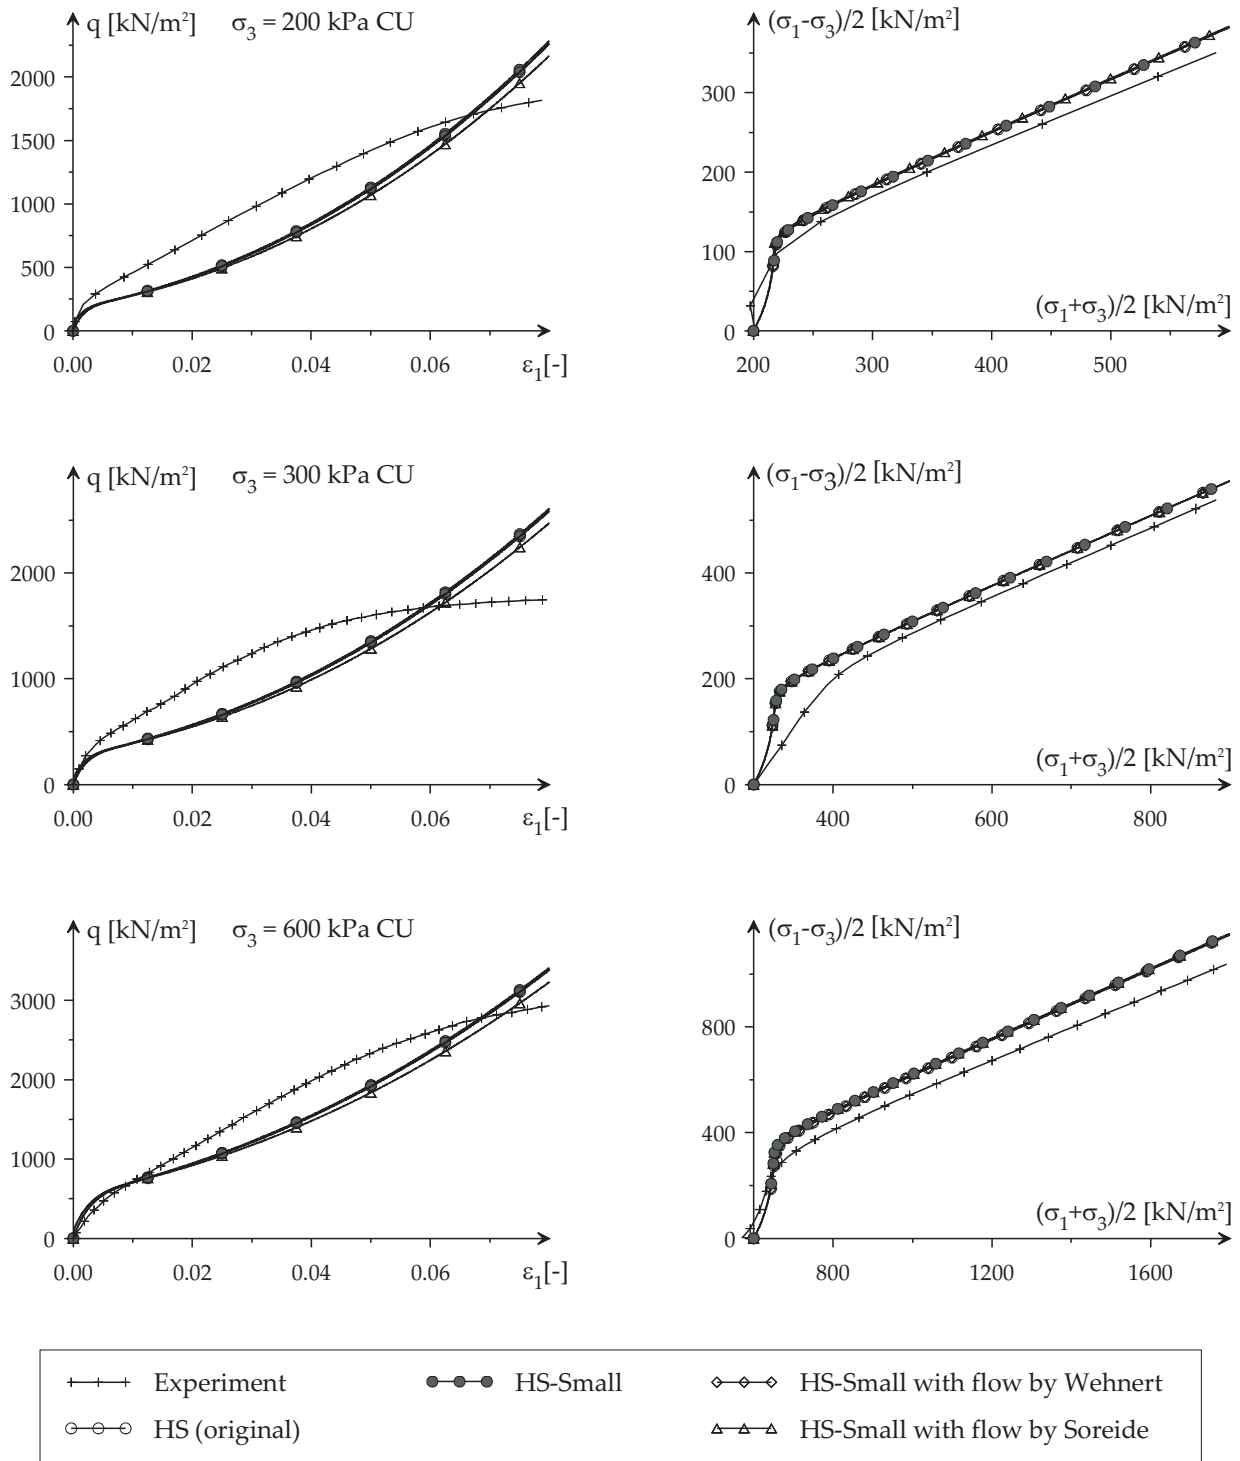 q [kN/m²] σ₃ = 200 kPa CU
2000
1500
1000
500
0
0.00 0.02 0.04 0.06 ε₁[-]
(σ₁-σ₃)/2 [kN/m²]
300
200
100
0
(σ₁+σ₃)/2 [kN/m²]
200 300 400 500
q [kN/m²] σ₃ = 300 kPa CU
2000
1000
0
0.00 0.02 0.04 0.06 ε₁[-]
(σ₁-σ₃)/2 [kN/m²]
400
200
0
(σ₁+σ₃)/2 [kN/m²]
400 600 800
q [kN/m²] σ₃ = 600 kPa CU
3000
2000
1000
0
0.00 0.02 0.04 0.06 ε₁[-]
(σ₁-σ₃)/2 [kN/m²]
800
400
0
(σ₁+σ₃)/2 [kN/m²]
800 1200 1600
Experiment
HS-Small
HS-Small with flow by Wehnert
HS (original)
HS-Small with flow by Soreide